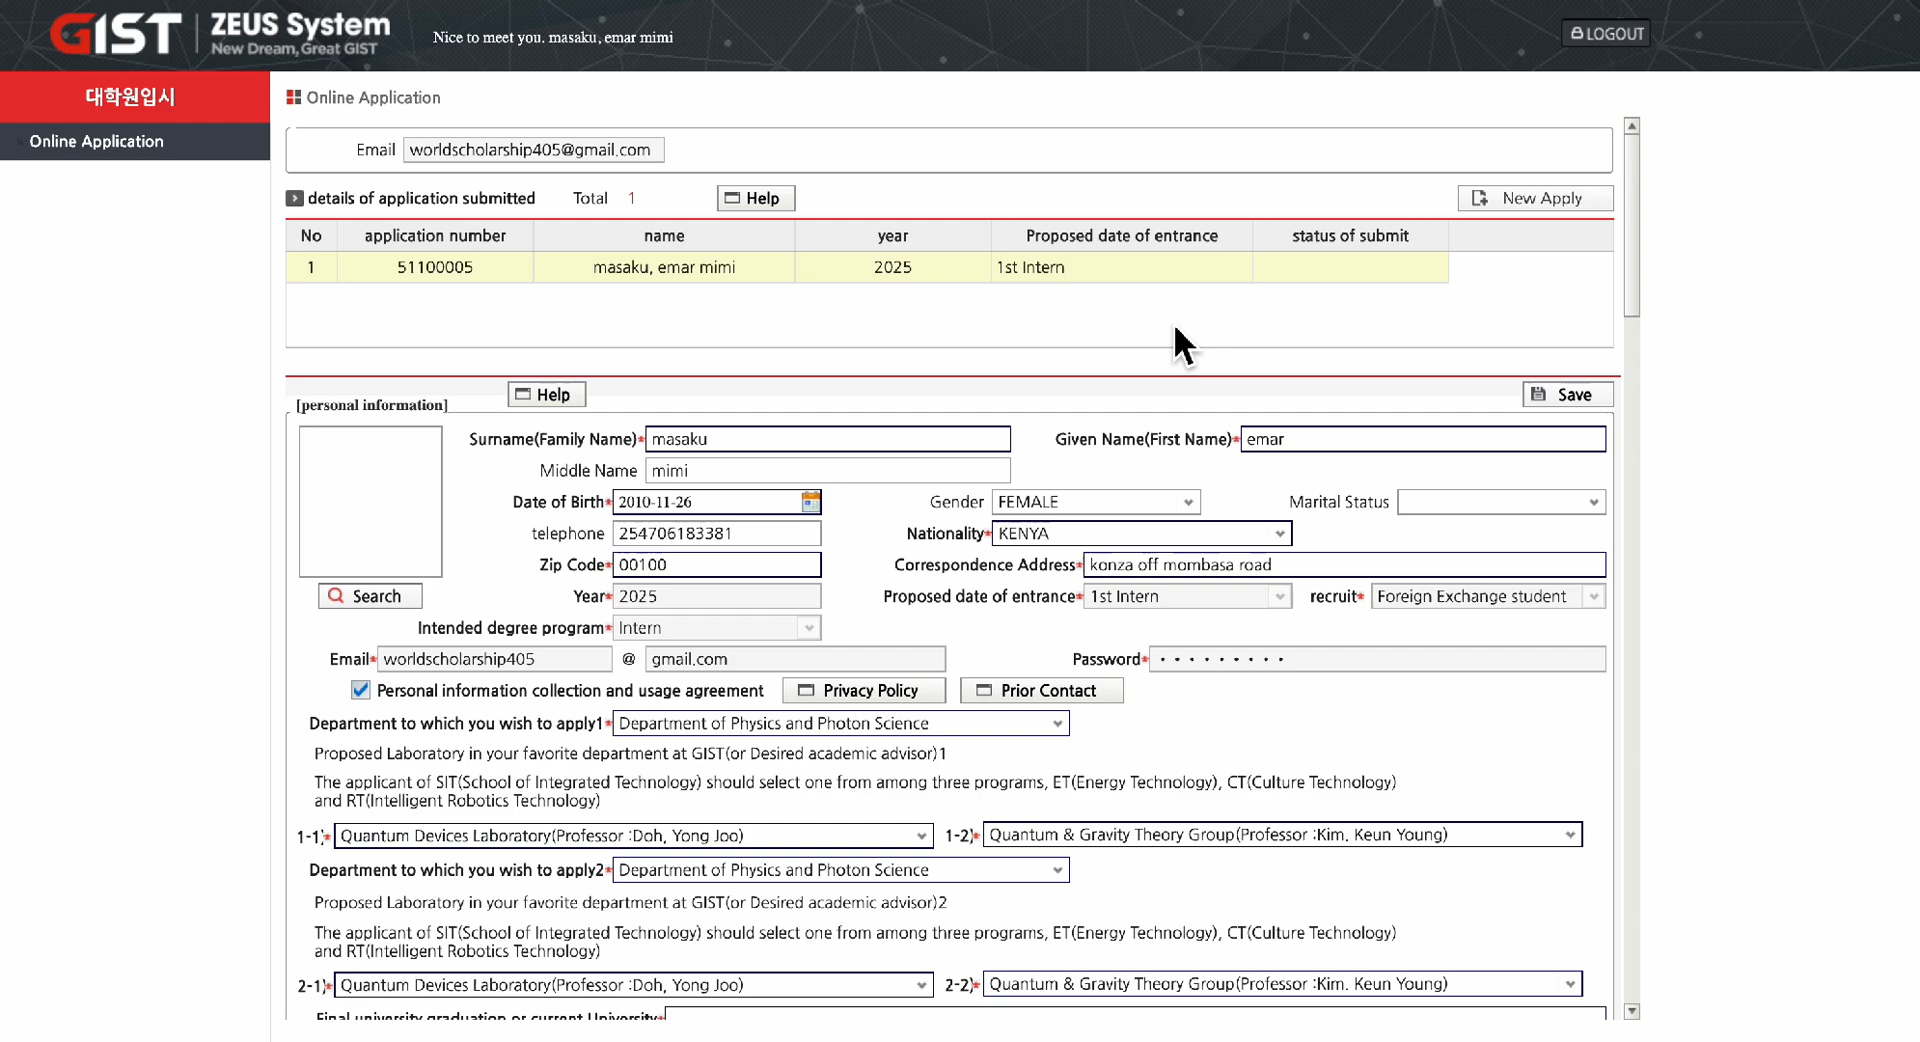 GIST ZEUS System
New Dream, Great GIST
Nice to meet you. masaku, emar mimi
LOGOUT
대학원입시
Online Application
Online Application
Email worldscholarship405@gmail.com
details of application submitted Total 1 Help New Apply
No application number name year Proposed date of entrance status of submit
1 51100005 masaku, emar mimi 2025 1st Intern
[personal information] Help Save
Surname(Family Name)* masaku Given Name(First Name)* emar
Middle Name mimi
Date of Birth* 2010-11-26 Gender FEMALE Marital Status
telephone 254706183381 Nationality* KENYA
Zip Code* 00100 Correspondence Address* konza off mombasa road
Search Year* 2025 Proposed date of entrance* 1st Intern recruit* Foreign Exchange student
Intended degree program* Intern
Email* worldscholarship405 @ gmail.com Password* • • • • • • • • •
Personal information collection and usage agreement Privacy Policy Prior Contact
Department to which you wish to apply1* Department of Physics and Photon Science
Proposed Laboratory in your favorite department at GIST(or Desired academic advisor)1
The applicant of SIT(School of Integrated Technology) should select one from among three programs, ET(Energy Technology), CT(Culture Technology)
and RT(Intelligent Robotics Technology)
1-1)* Quantum Devices Laboratory(Professor :Doh, Yong Joo) 1-2)* Quantum & Gravity Theory Group(Professor :Kim. Keun Young)
Department to which you wish to apply2* Department of Physics and Photon Science
Proposed Laboratory in your favorite department at GIST(or Desired academic advisor)2
The applicant of SIT(School of Integrated Technology) should select one from among three programs, ET(Energy Technology), CT(Culture Technology)
and RT(Intelligent Robotics Technology)
2-1)* Quantum Devices Laboratory(Professor :Doh, Yong Joo) 2-2)* Quantum & Gravity Theory Group(Professor :Kim. Keun Young)
Final university graduation or current University*